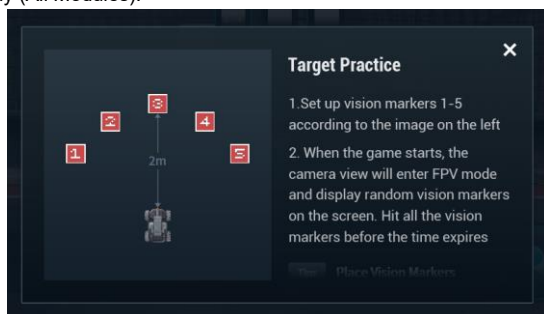 y (All Modules).
Target Practice
×
1.Set up vision markers 1-5
according to the image on the left
2. When the game starts, the
camera view will enter FPV mode
and display random vision markers
on the screen. Hit all the vision
markers before the time expires
Place Vision Markers
3
2
4
1
5
2m